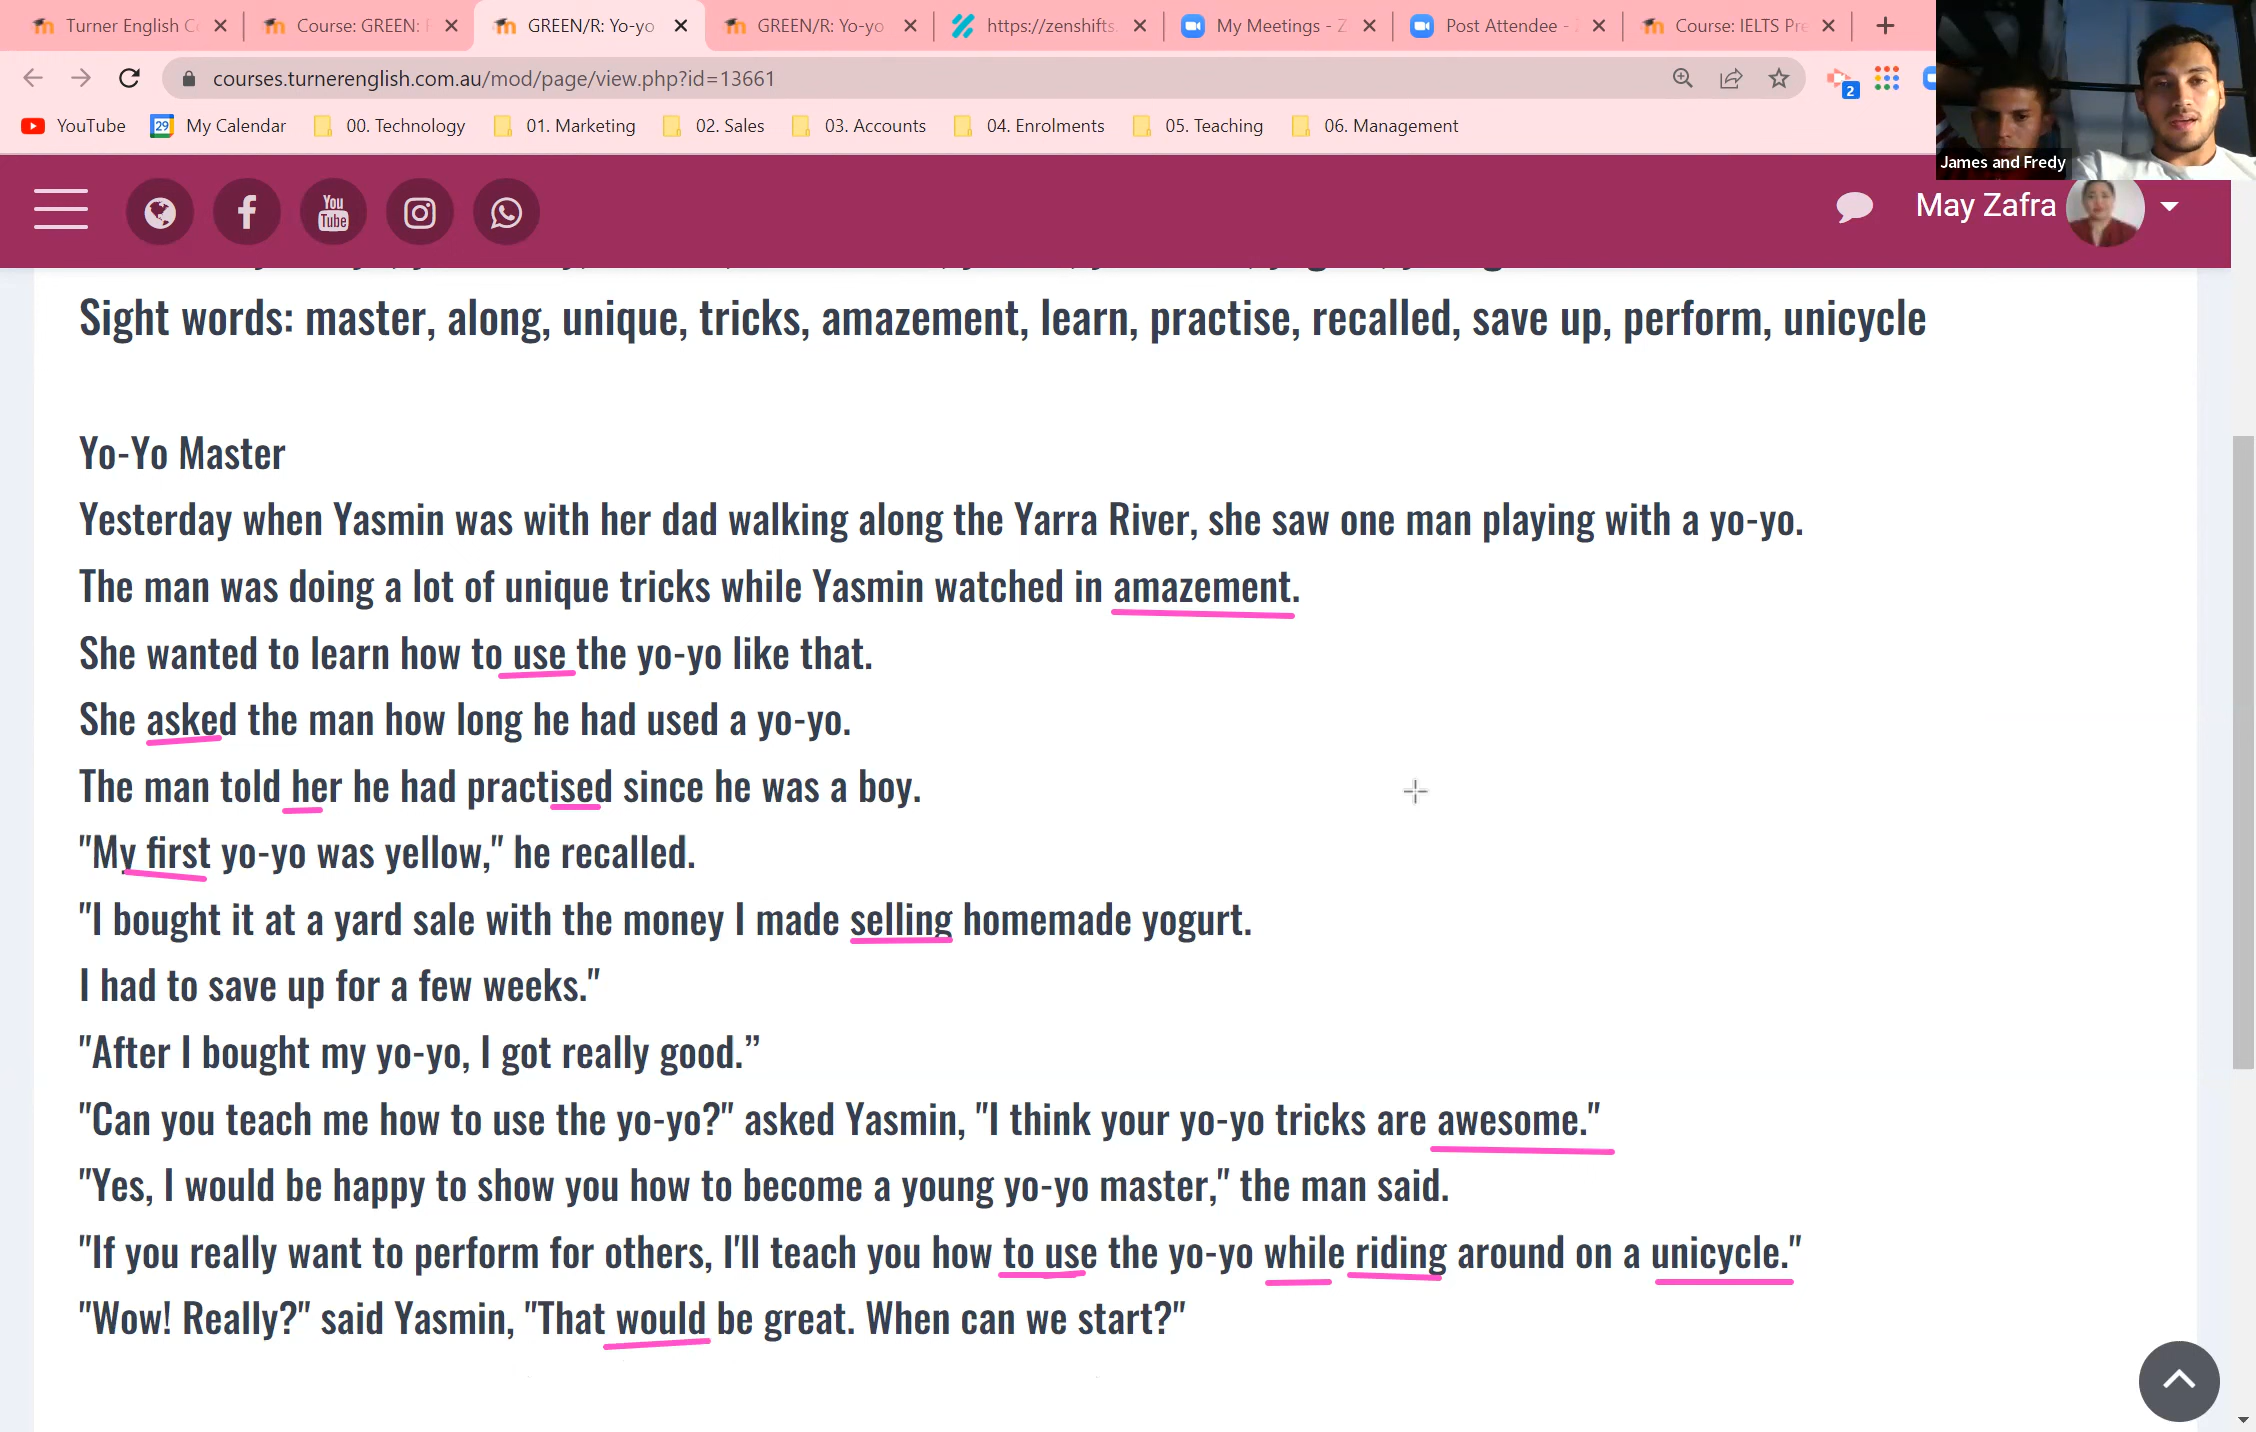 Turner English C
Course: GREEN:
GREEN/R: Yo-yo
GREEN/R: Yo-yo
https://zenshifts.
My Meetings - Z
Post Attendee -
Course: IELTS Pre
courses.turnerenglish.com.au/mod/page/view.php?id=13661
2
YouTube
29 My Calendar
00. Technology
01. Marketing
02. Sales
03. Accounts
04. Enrolments
05. Teaching
06. Management
James and Fredy
You
Tube
May Zafra
Sight words: master, along, unique, tricks, amazement, learn, practise, recalled, save up, perform, unicycle
Yo-Yo Master
Yesterday when Yasmin was with her dad walking along the Yarra River, she saw one man playing with a yo-yo.
The man was doing a lot of unique tricks while Yasmin watched in amazement.
She wanted to learn how to use the yo-yo like that.
She asked the man how long he had used a yo-yo.
The man told her he had practised since he was a boy.
"My first yo-yo was yellow," he recalled.
"I bought it at a yard sale with the money I made selling homemade yogurt.
I had to save up for a few weeks."
"After I bought my yo-yo, I got really good.”
"Can you teach me how to use the yo-yo?" asked Yasmin, "I think your yo-yo tricks are awesome."
"Yes, I would be happy to show you how to become a young yo-yo master," the man said.
"If you really want to perform for others, I'll teach you how to use the yo-yo while riding around on a unicycle."
"Wow! Really?" said Yasmin, "That would be great. When can we start?"